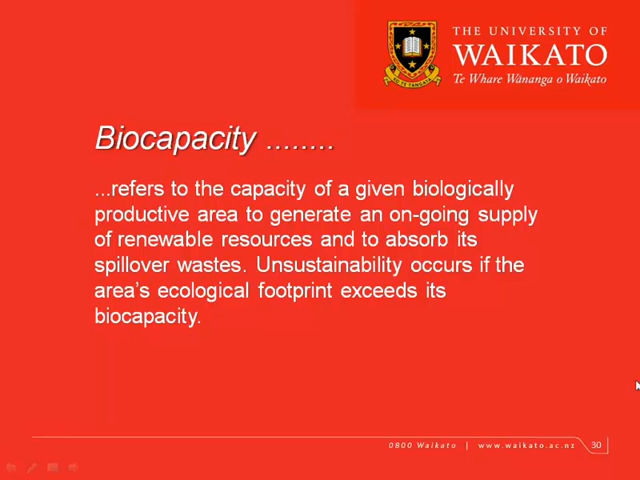 THE UNIVERSITY OF
WAIKATO
Te Whare Wānanga o Waikato
Biocapacity ........
...refers to the capacity of a given biologically
productive area to generate an on-going supply
of renewable resources and to absorb its
spillover wastes. Unsustainability occurs if the
area's ecological footprint exceeds its
biocapacity.
0800 Waikato | www.waikato.ac.nz 30